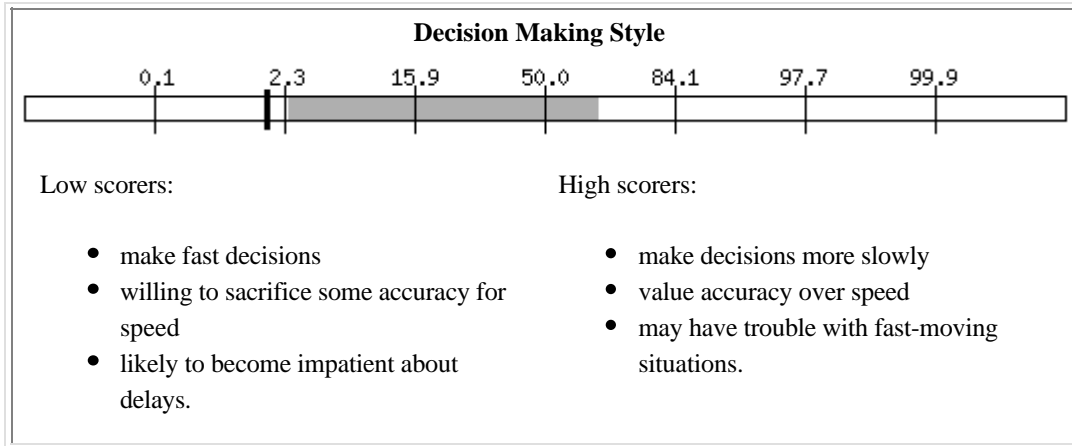 Decision Making Style
0.1 2.3 15.9 50.0 84.1 97.7 99.9
Low scorers:
• make fast decisions
• willing to sacrifice some accuracy for
speed
• likely to become impatient about
delays.
High scorers:
• make decisions more slowly
• value accuracy over speed
• may have trouble with fast-moving
situations.